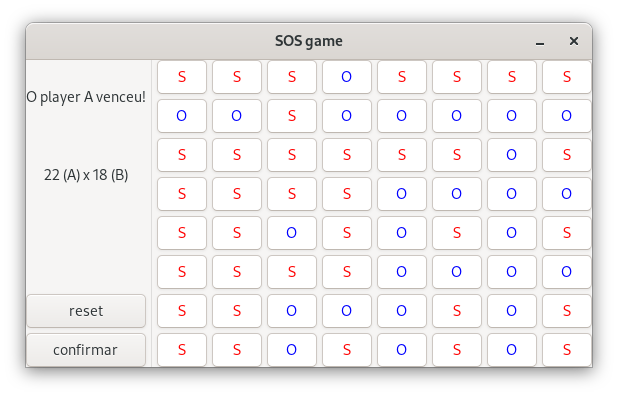 SOS game
O player A venceu!
22 (A) x 18 (B)
reset
confirmar
S S S O S S S S
O O S O O O O O
S S S S S S O S
S S S S O O O O
S S O S O S O S
S S S S O O O O
S S O O O S O S
S S O S O S O S